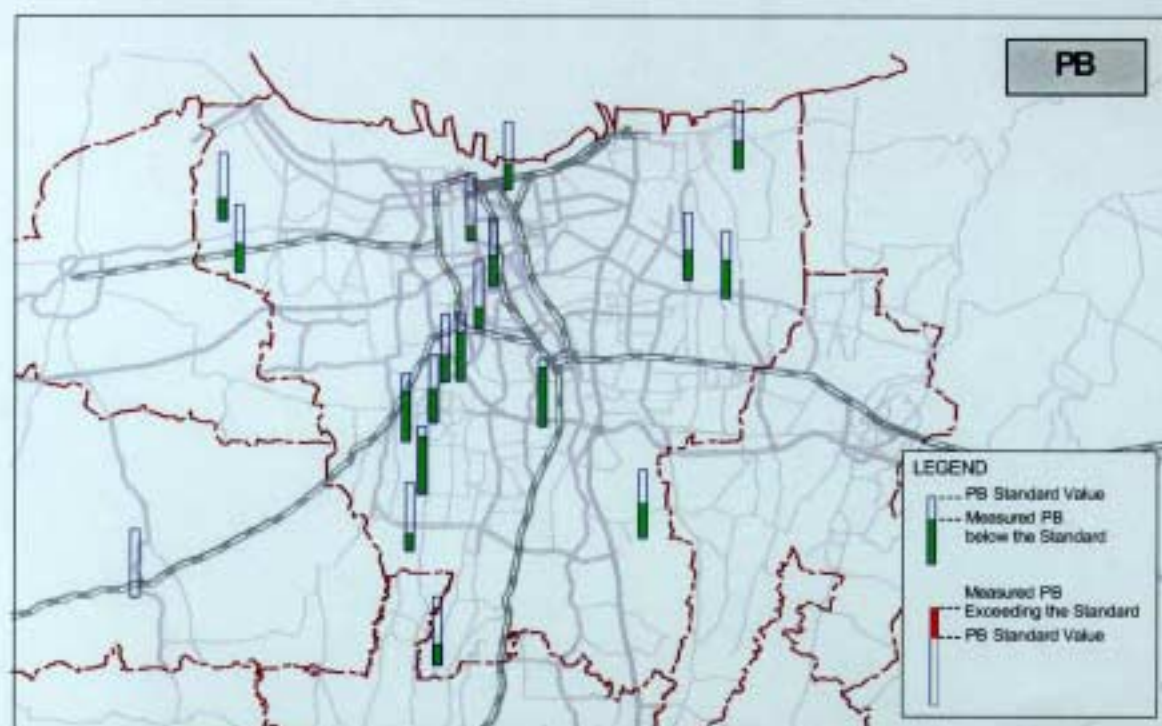 PB
LEGEND
PB Standard Value
Measured PB
below the Standard
Measured PB
Exceeding the Standard
PB Standard Value